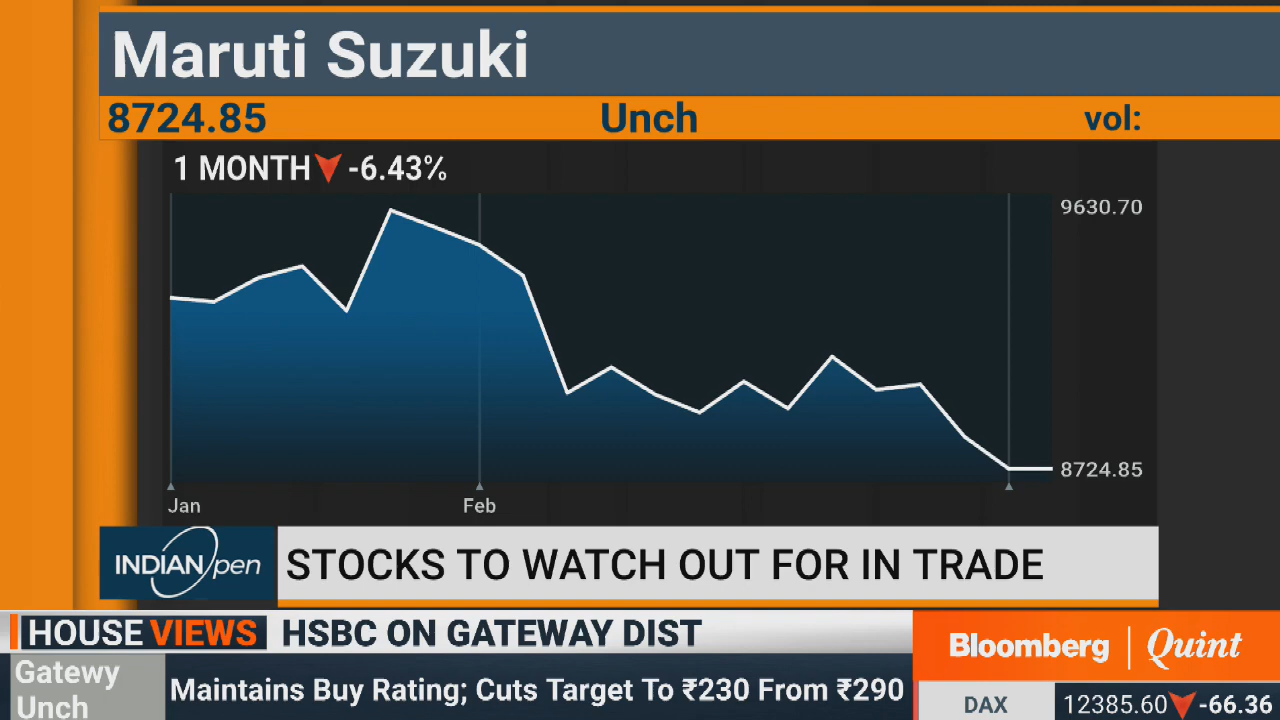 Maruti Suzuki
8724.85 Unch vol:
1 MONTH -6.43%
9630.70
8724.85
Jan Feb
INDIAN Open
STOCKS TO WATCH OUT FOR IN TRADE
HOUSE VIEWS HSBC ON GATEWAY DIST
Gatewy
Unch
Maintains Buy Rating; Cuts Target To ₹230 From ₹290
Bloomberg | Quint
DAX 12385.60 -66.36